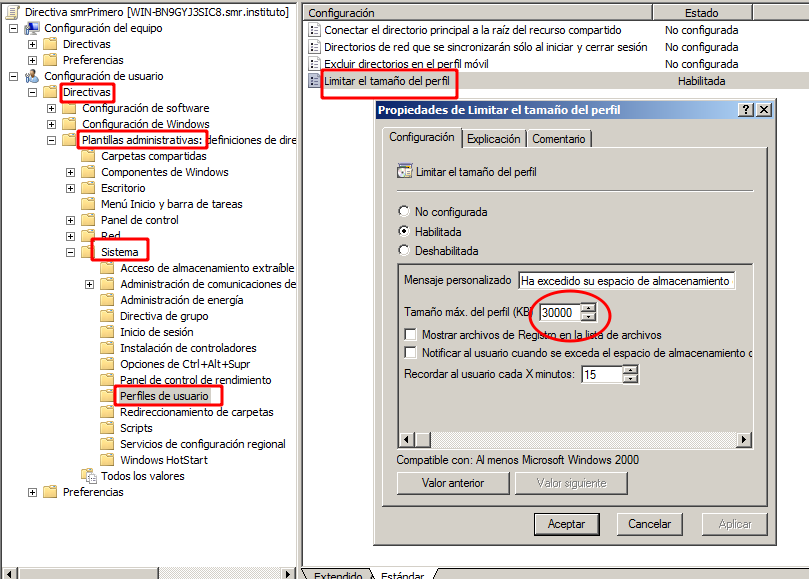 Directiva smrPrimero [WIN-BN9GYJ3SIC8.smr.instituto]
Configuración del equipo
Directivas
Preferencias
Configuración de usuario
Directivas
Configuración de software
Configuración de Windows
Plantillas administrativas: definiciones de dire
Carpetas compartidas
Componentes de Windows
Escritorio
Menú Inicio y barra de tareas
Panel de control
Red
Sistema
Acceso de almacenamiento extraíble
Administración de comunicaciones de
Administración de energía
Directiva de grupo
Inicio de sesión
Instalación de controladores
Opciones de Ctrl+Alt+Supr
Panel de control de rendimiento
Perfiles de usuario
Redireccionamiento de carpetas
Scripts
Servicios de configuración regional
Windows HotStart
Todos los valores
Preferencias
Configuración Estado
Conectar el directorio principal a la raíz del recurso compartido No configurada
Directorios de red que se sincronizarán sólo al iniciar y cerrar sesión No configurada
Excluir directorios en el perfil móvil No configurada
Limitar el tamaño del perfil Habilitada
Propiedades de Limitar el tamaño del perfil
Configuración Explicación Comentario
Limitar el tamaño del perfil
No configurada
Habilitada
Deshabilitada
Mensaje personalizado Ha excedido su espacio de almacenamiento
Tamaño máx. del perfil (KB) 30000
Mostrar archivos de Registro en la lista de archivos
Notificar al usuario cuando se exceda el espacio de almacenamiento
Recordar al usuario cada X minutos: 15
Compatible con: Al menos Microsoft Windows 2000
Valor anterior Valor siguiente
Aceptar Cancelar Aplicar
Extendido Estándar